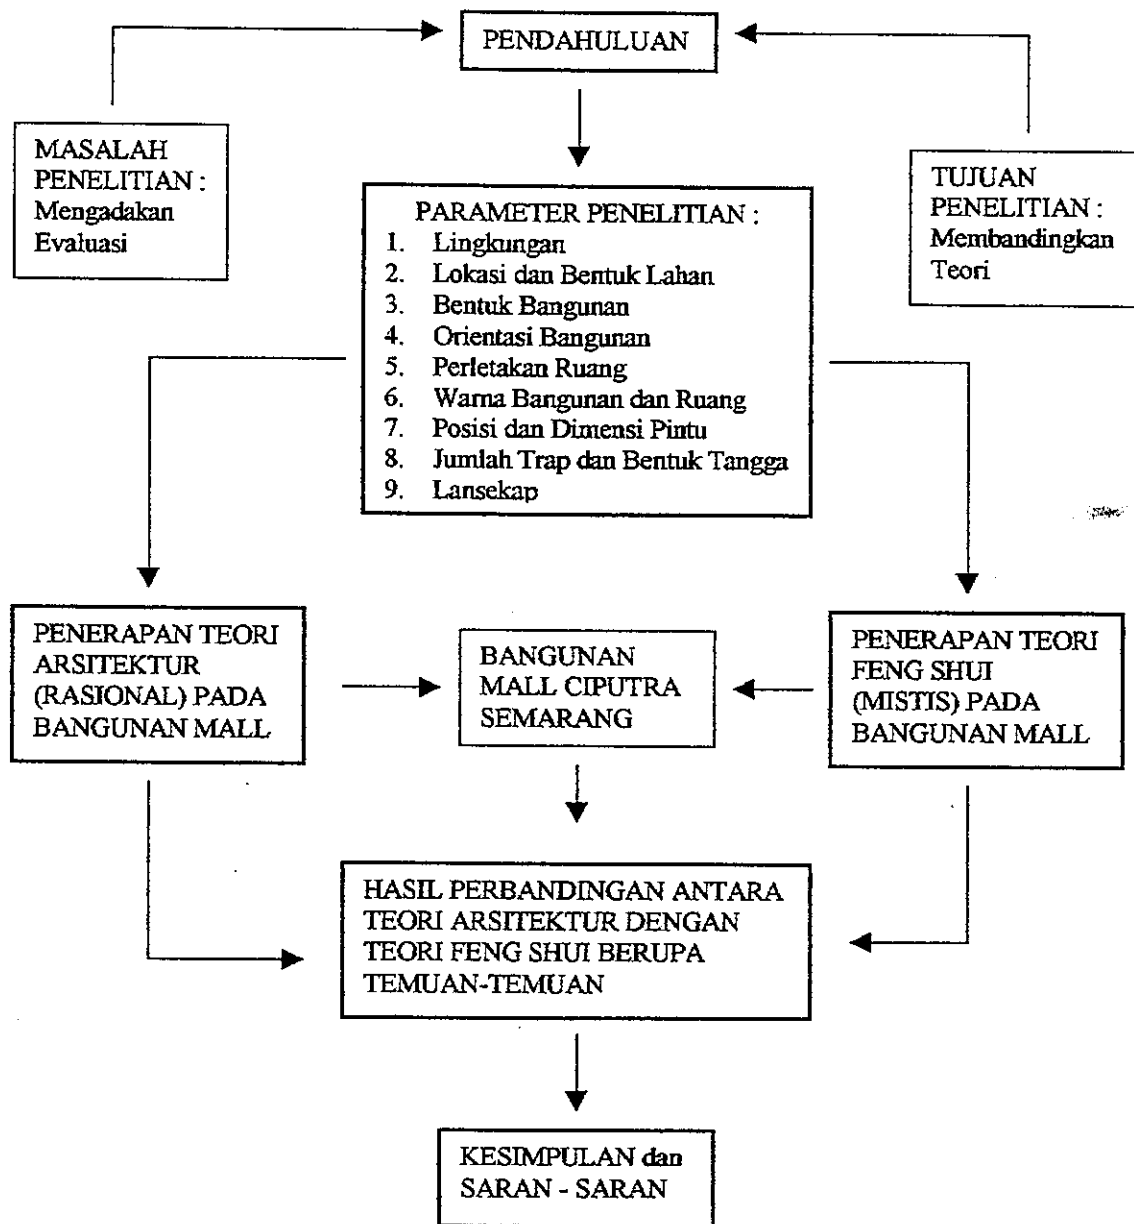 PENDAHULUAN
MASALAH
PENELITIAN :
Mengadakan
Evaluasi
TUJUAN
PENELITIAN :
Membandingkan
Teori
PARAMETER PENELITIAN :
1. Lingkungan
2. Lokasi dan Bentuk Lahan
3. Bentuk Bangunan
4. Orientasi Bangunan
5. Perletakan Ruang
6. Warna Bangunan dan Ruang
7. Posisi dan Dimensi Pintu
8. Jumlah Trap dan Bentuk Tangga
9. Lansekap
PENERAPAN TEORI
ARSITEKTUR
(RASIONAL) PADA
BANGUNAN MALL
BANGUNAN
MALL CIPUTRA
SEMARANG
PENERAPAN TEORI
FENG SHUI
(MISTIS) PADA
BANGUNAN MALL
HASIL PERBANDINGAN ANTARA
TEORI ARSITEKTUR DENGAN
TEORI FENG SHUI BERUPA
TEMUAN-TEMUAN
KESIMPULAN dan
SARAN - SARAN